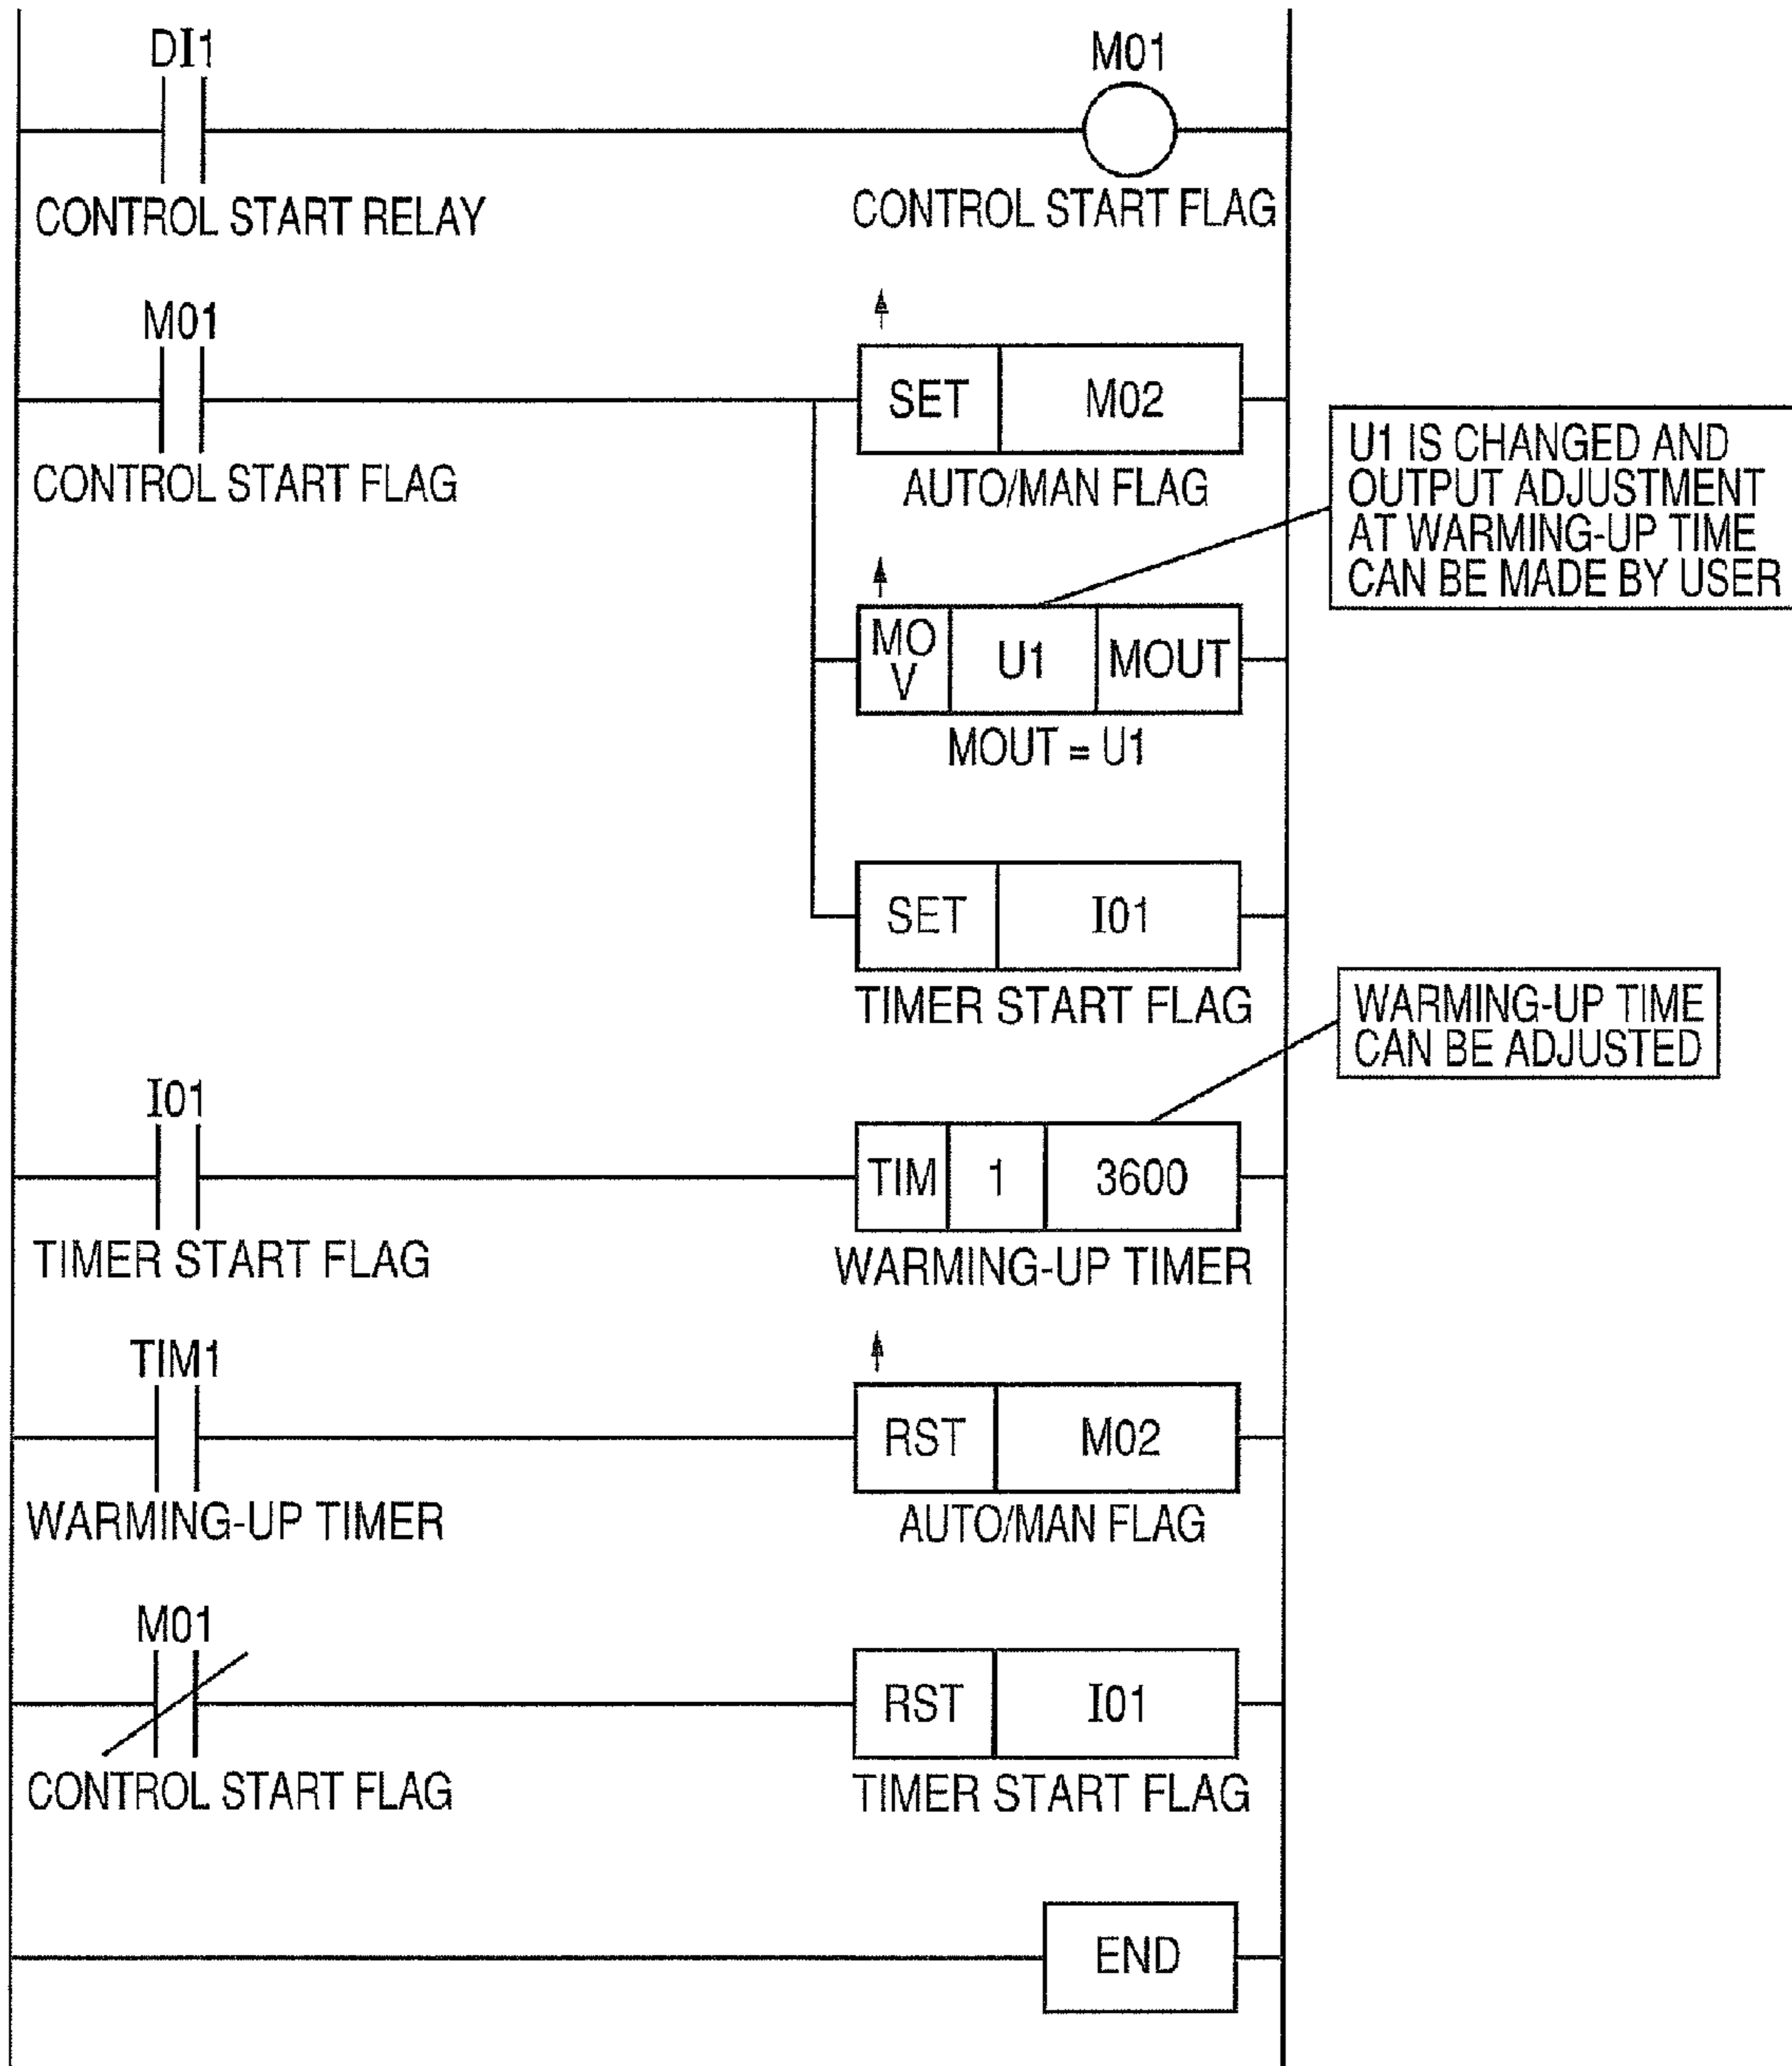 DI1
M01
CONTROL START RELAY
CONTROL START FLAG
M01
SET M02
CONTROL START FLAG
AUTO/MAN FLAG
U1 IS CHANGED AND
OUTPUT ADJUSTMENT
AT WARMING-UP TIME
CAN BE MADE BY USER
MO
V
U1
MOUT
MOUT = U1
SET I01
TIMER START FLAG
WARMING-UP TIME
CAN BE ADJUSTED
I01
TIM 1 3600
TIMER START FLAG
WARMING-UP TIMER
TIM1
RST M02
WARMING-UP TIMER
AUTO/MAN FLAG
M01
RST I01
CONTROL START FLAG
TIMER START FLAG
END